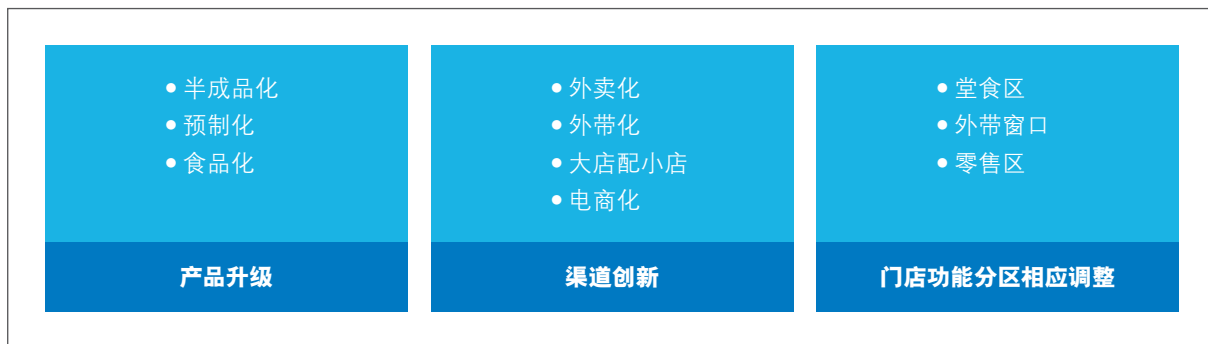 半成品化
预制化
食品化
产品升级
外卖化
外带化
大店配小店
电商化
渠道创新
堂食区
外带窗口
零售区
门店功能分区相应调整